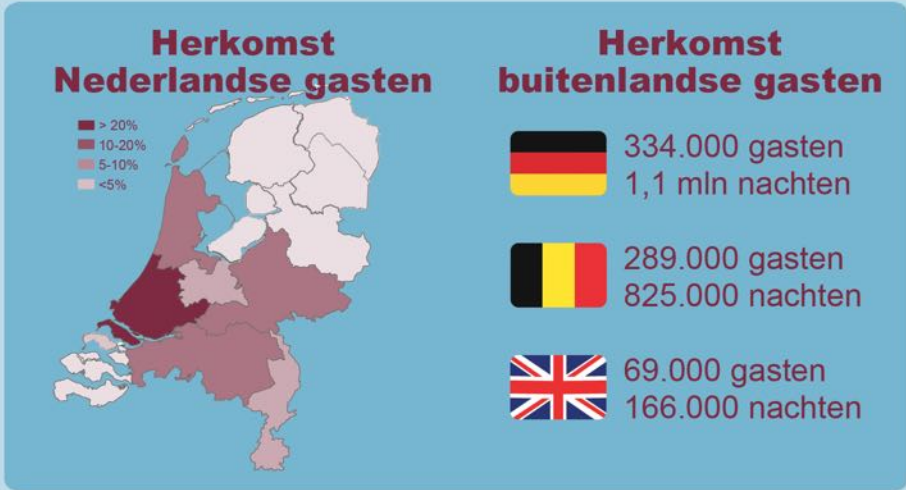 Herkomst
Nederlandse gasten
> 20%
10-20%
5-10%
<5%
Herkomst
buitenlandse gasten
334.000 gasten
1,1 mln nachten
289.000 gasten
825.000 nachten
69.000 gasten
166.000 nachten